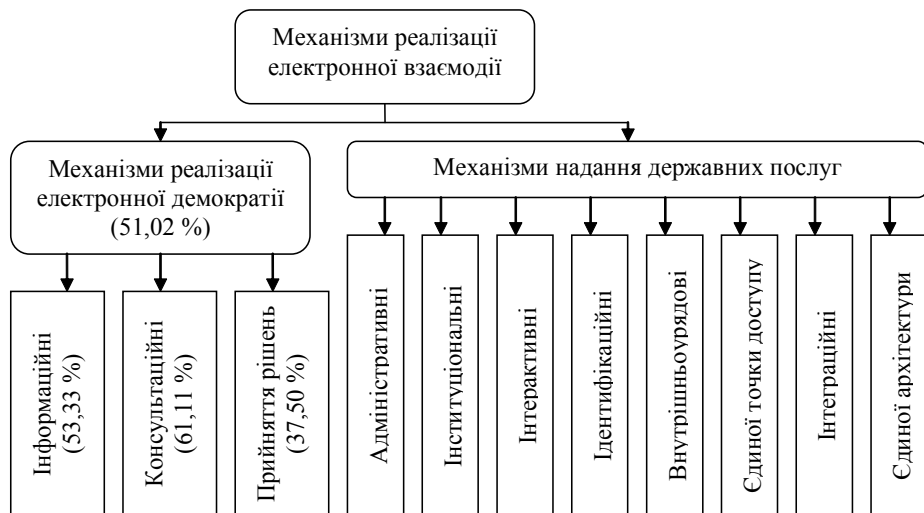 Механізми реалізації
електронної взаємодії
Механізми реалізації
електронної демократії
(51,02 %)
Механізми надання державних послуг
Інформаційні
(53,33 %)
Консультаційні
(61,11 %)
Прийняття рішень
(37,50 %)
Адміністративні
Інституціональні
Інтерактивні
Ідентифікаційні
Внутрішньоурядові
Єдиної точки доступу
Інтеграційні
Єдиної архітектури